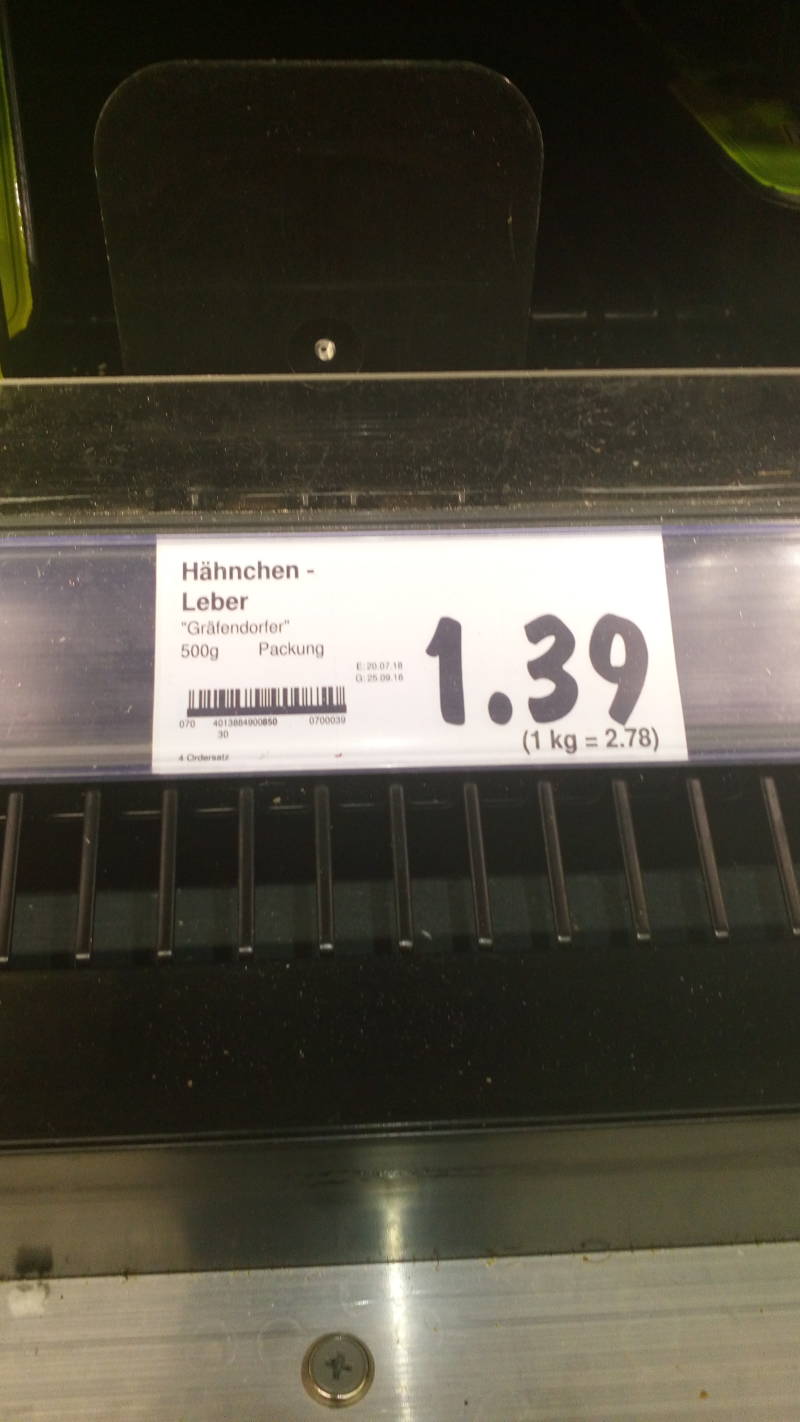 Hähnchen -
Leber
"Gräfendorfer"
500g Packung
E: 20.07.18
G: 25.09.18
1.39
(1 kg = 2.78)
070 4013884900850 0700039
30
4 Ordersatz